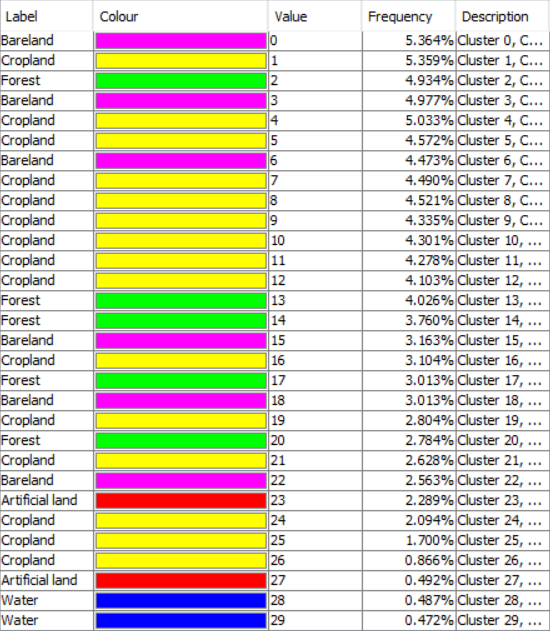 Label Colour Value Frequency Description
Bareland 0 5.364% Cluster 0, C...
Cropland 1 5.359% Cluster 1, C...
Forest 2 4.934% Cluster 2, C...
Bareland 3 4.977% Cluster 3, C...
Cropland 4 5.033% Cluster 4, C...
Cropland 5 4.572% Cluster 5, C...
Bareland 6 4.473% Cluster 6, C...
Cropland 7 4.490% Cluster 7, C...
Cropland 8 4.521% Cluster 8, C...
Cropland 9 4.335% Cluster 9, C...
Cropland 10 4.301% Cluster 10, ...
Cropland 11 4.278% Cluster 11, ...
Cropland 12 4.103% Cluster 12, ...
Forest 13 4.026% Cluster 13, ...
Forest 14 3.760% Cluster 14, ...
Bareland 15 3.163% Cluster 15, ...
Cropland 16 3.104% Cluster 16, ...
Forest 17 3.013% Cluster 17, ...
Bareland 18 3.013% Cluster 18, ...
Cropland 19 2.804% Cluster 19, ...
Forest 20 2.784% Cluster 20, ...
Cropland 21 2.628% Cluster 21, ...
Bareland 22 2.563% Cluster 22, ...
Artificial land 23 2.289% Cluster 23, ...
Cropland 24 2.094% Cluster 24, ...
Cropland 25 1.700% Cluster 25, ...
Cropland 26 0.866% Cluster 26, ...
Artificial land 27 0.492% Cluster 27, ...
Water 28 0.487% Cluster 28, ...
Water 29 0.472% Cluster 29, ...